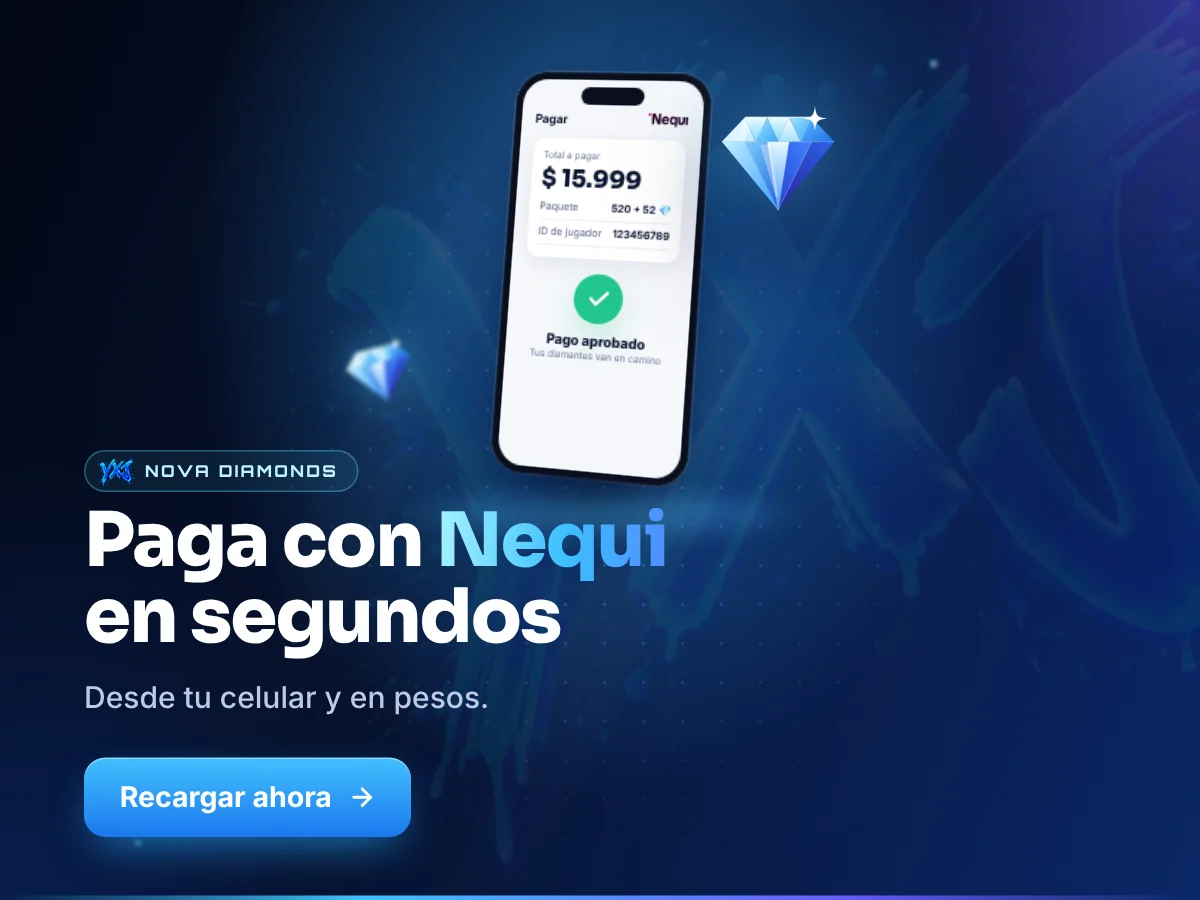 Pagar
Nequi
Total a pagar
$ 15.999
Paquete 520 + 52
ID de jugador 123456789
Pago aprobado
Tus diamantes van en camino
YXS NOVA DIAMONDS
Paga con Nequi
en segundos
Desde tu celular y en pesos.
Recargar ahora →